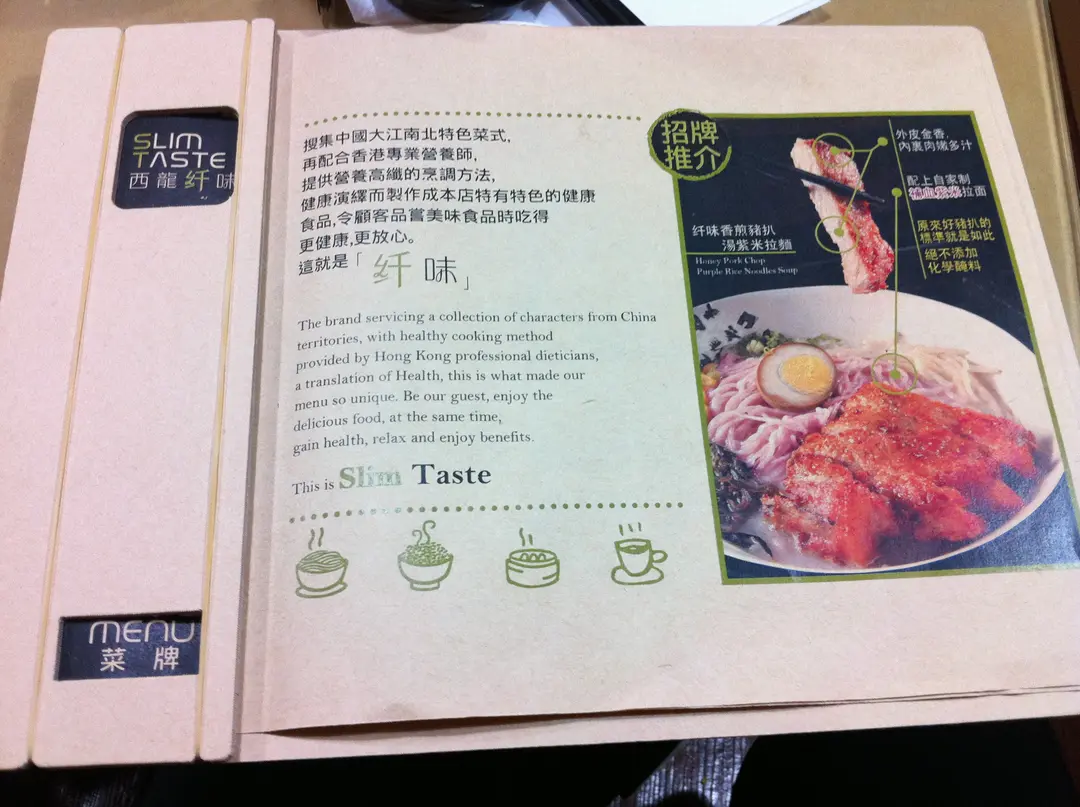 SLIM
TASTE
西龍纤味
MENU
菜牌
搜集中國大江南北特色菜式,
再配合香港專業營養師,
提供營養高纖的烹調方法,
健康演繹而製作成本店特有特色的健康
食品,令顧客品嘗美味食品時吃得
更健康,更放心。
這就是「纤味」
The brand servicing a collection of characters from China
territories, with healthy cooking method
provided by Hong Kong professional dieticians,
a translation of Health, this is what made our
menu so unique. Be our guest, enjoy the
delicious food, at the same time,
gain health, relax and enjoy benefits.
This is Slim Taste
招牌
推介
外皮金香,
內裏肉嫩多汁
配上自家制
補血紫米拉面
原來好豬扒的
標準就是如此
絕不添加
化學醃料
纤味香煎豬扒
湯紫米拉麵
Honey Pork Chop
Purple Rice Noodles Soup